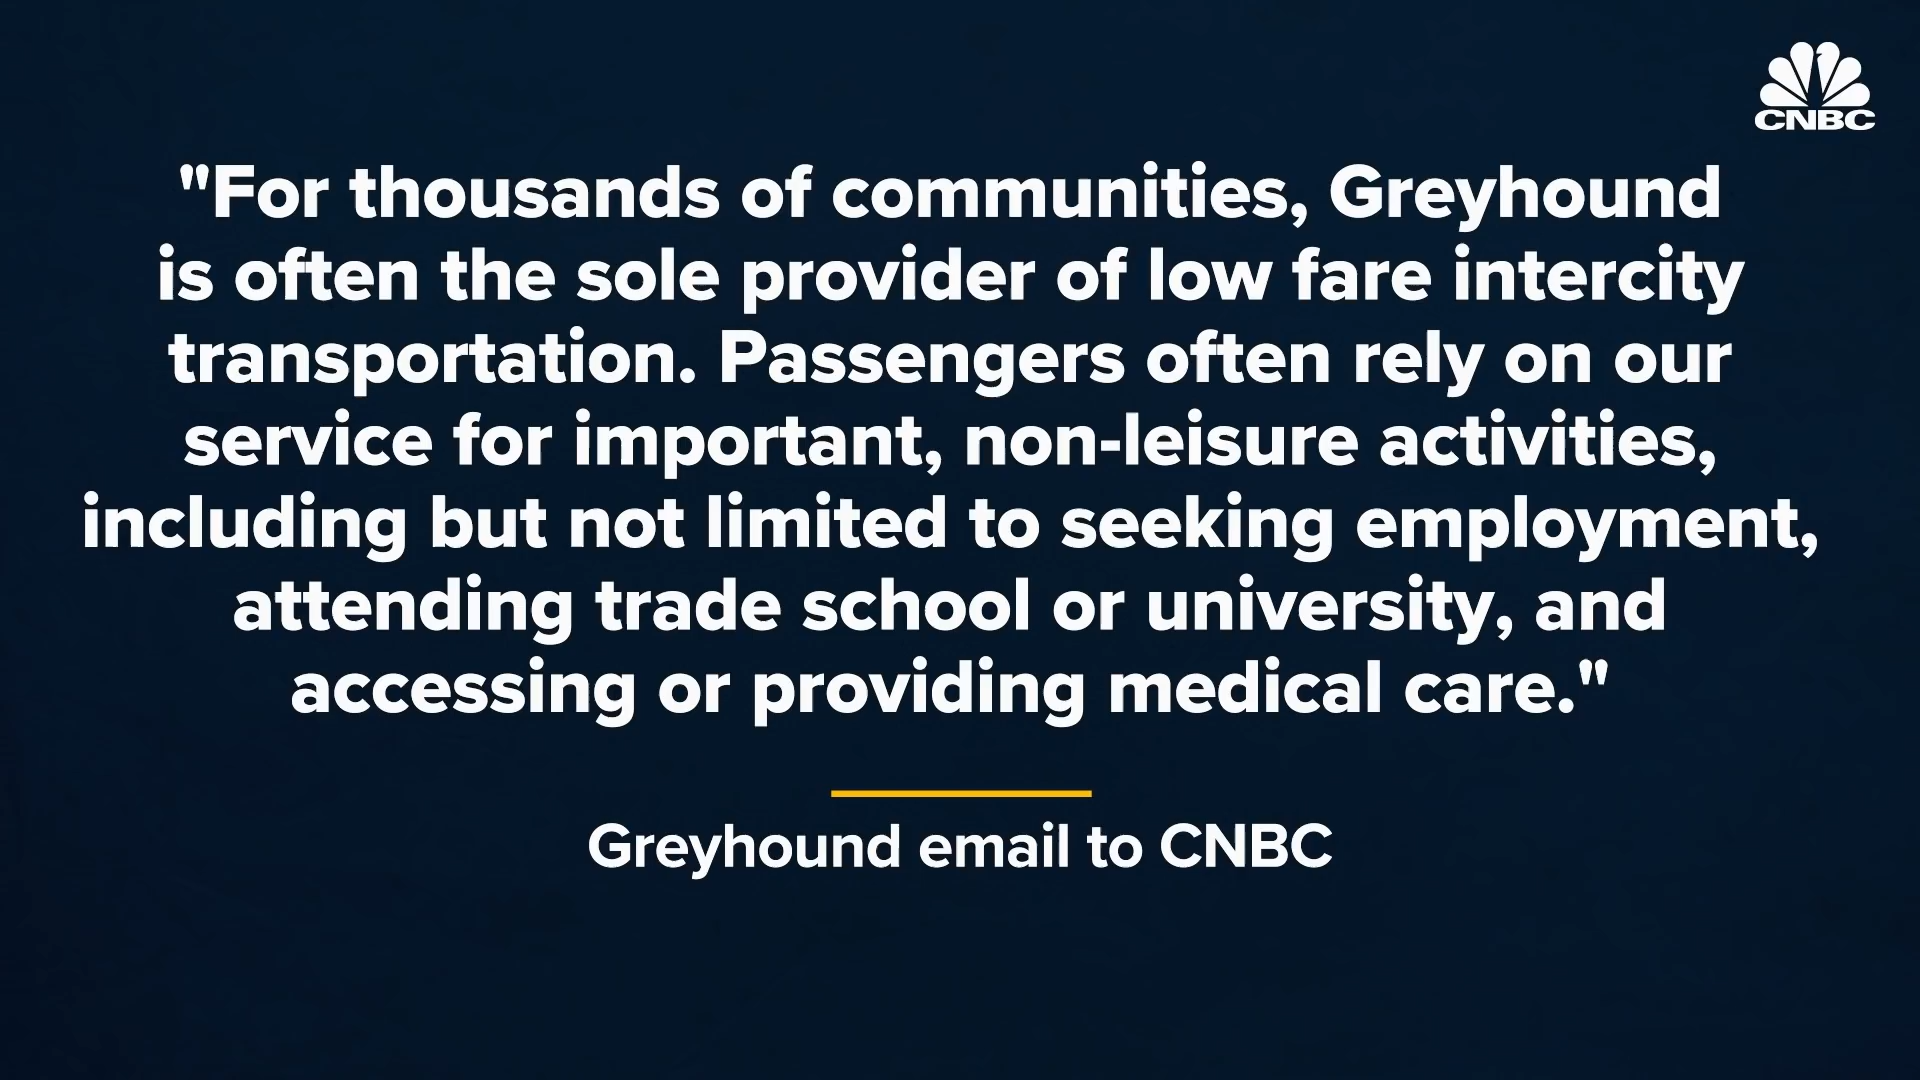 CNBC
"For thousands of communities, Greyhound
is often the sole provider of low fare intercity
transportation. Passengers often rely on our
service for important, non-leisure activities,
including but not limited to seeking employment,
attending trade school or university, and
accessing or providing medical care."
Greyhound email to CNBC